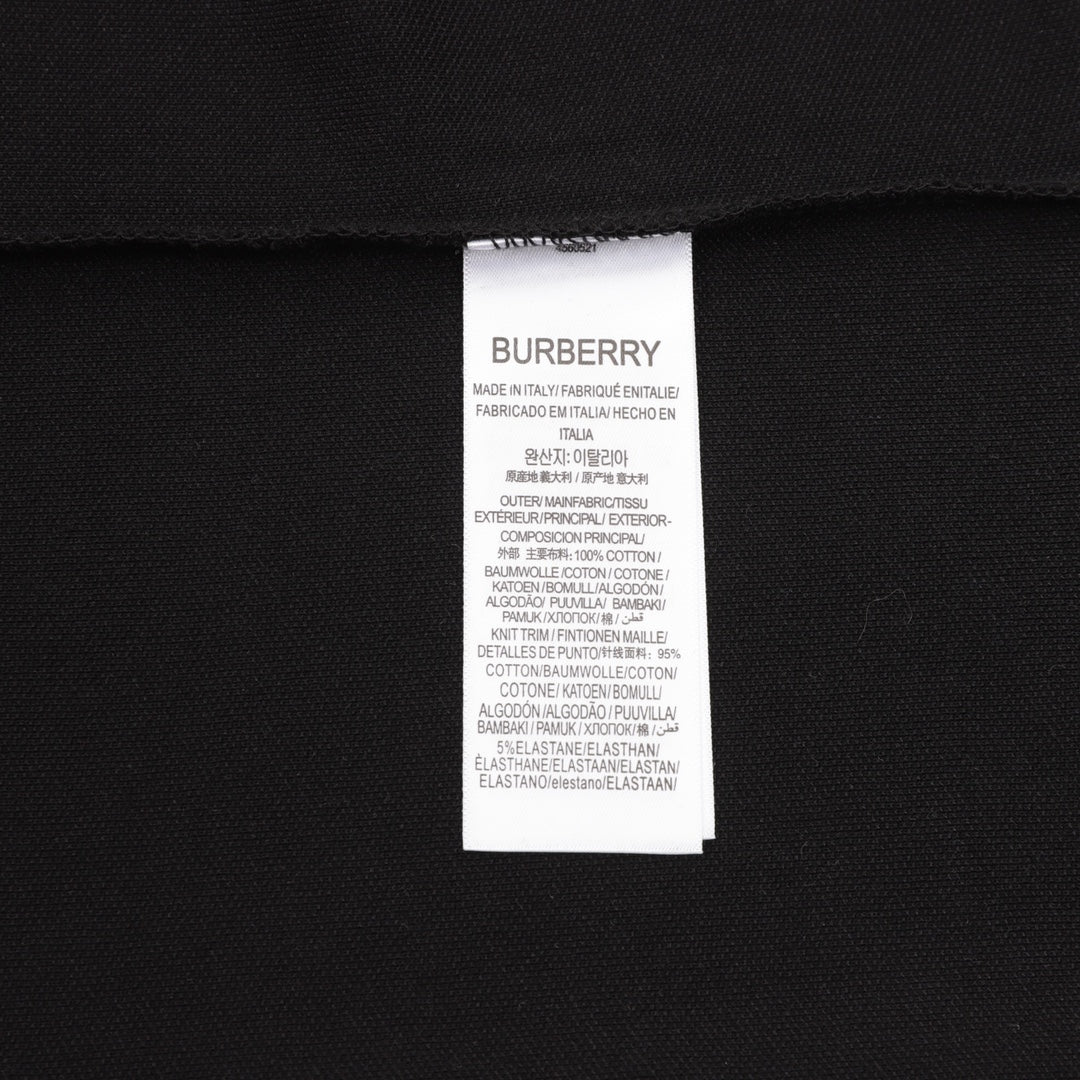 4560521
BURBERRY
MADE IN ITALY/ FABRIQUÉ ENITALIE/
FABRICADO EM ITALIA/ HECHO EN
ITALIA
완산지: 이탈리아
原産地 義大利 / 原产地 意大利
OUTER/ MAINFABRIC/TISSU
EXTÉRIEUR/PRINCIPAL/ EXTERIOR-
COMPOSICION PRINCIPAL/
外部 主要布料: 100% COTTON /
BAUMWOLLE /COTON / COTONE /
KATOEN/BOMULL/ALGODÓN/
ALGODÃO/ PUUVILLA/ BAMBAKI/
PAMUK/ХЛОПОК/棉/قطن/
KNIT TRIM / FINTIONEN MAILLE/
DETALLES DE PUNTO/针线面料: 95%
COTTON/BAUMWOLLE/COTON/
COTONE/ KATOEN/BOMULL/
ALGODÓN /ALGODÃO / PUUVILLA/
BAMBAKI / PAMUK / ХЛОПОК/棉/قطن/
5%ELASTANE/ELASTHAN/
ÈLASTHANE/ELASTAAN/ELASTAN/
ELASTANO/elestano/ELASTAAN/